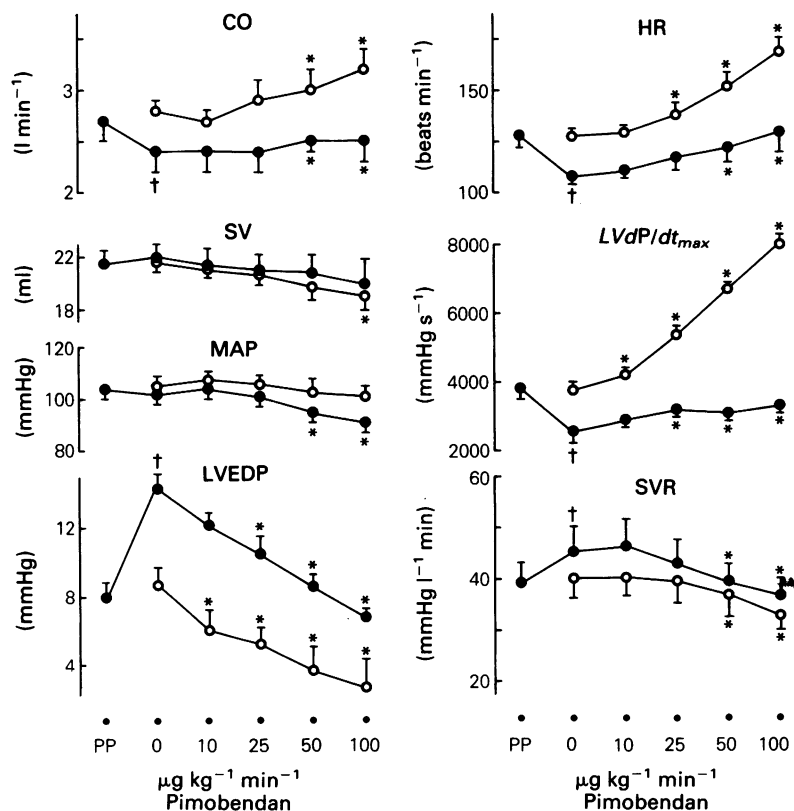 CO
(l min⁻¹)
3
2
*
*
†
*
*
SV
(ml)
22
18
*
MAP
(mmHg)
120
100
80
*
*
LVEDP
(mmHg)
12
8
4
†
*
*
*
*
*
*
*
PP 0 10 25 50 100
µg kg⁻¹ min⁻¹
Pimobendan
HR
(beats min⁻¹)
150
100
*
*
*
†
*
*
LVdP/dtmax
(mmHg s⁻¹)
8000
6000
4000
2000
*
*
*
*
†
*
*
*
SVR
(mmHg l⁻¹ min)
60
40
20
†
*
*
*
*
PP 0 10 25 50 100
µg kg⁻¹ min⁻¹
Pimobendan